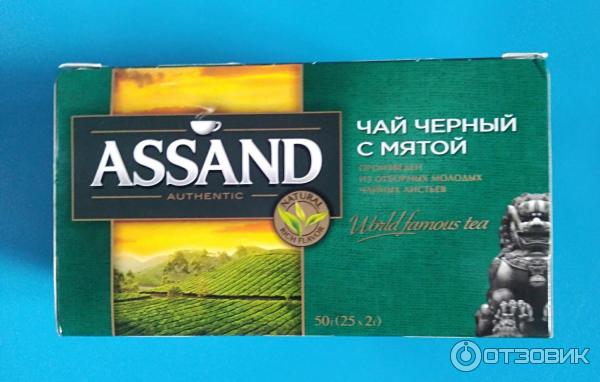 ASSAND
AUTHENTIC
NATURAL
RICH FLAVOR
ЧАЙ ЧЕРНЫЙ
С МЯТОЙ
ПРОИЗВЕДЕН
ИЗ ОТБОРНЫХ МОЛОДЫХ
ЧАЙНЫХ ЛИСТЬЕВ
World famous tea
50г(25 x 2г)
ОТЗОВИК